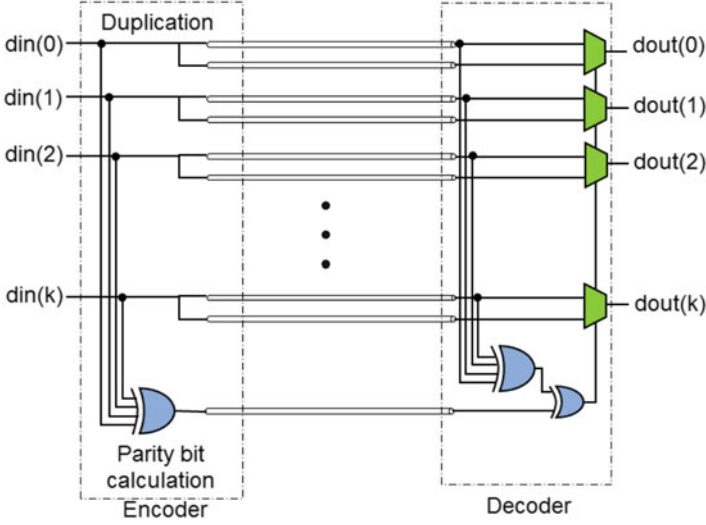 Duplication
din(0)
dout(0)
din(1)
dout(1)
din(2)
dout(2)
din(k)
dout(k)
Parity bit
calculation
Encoder
Decoder